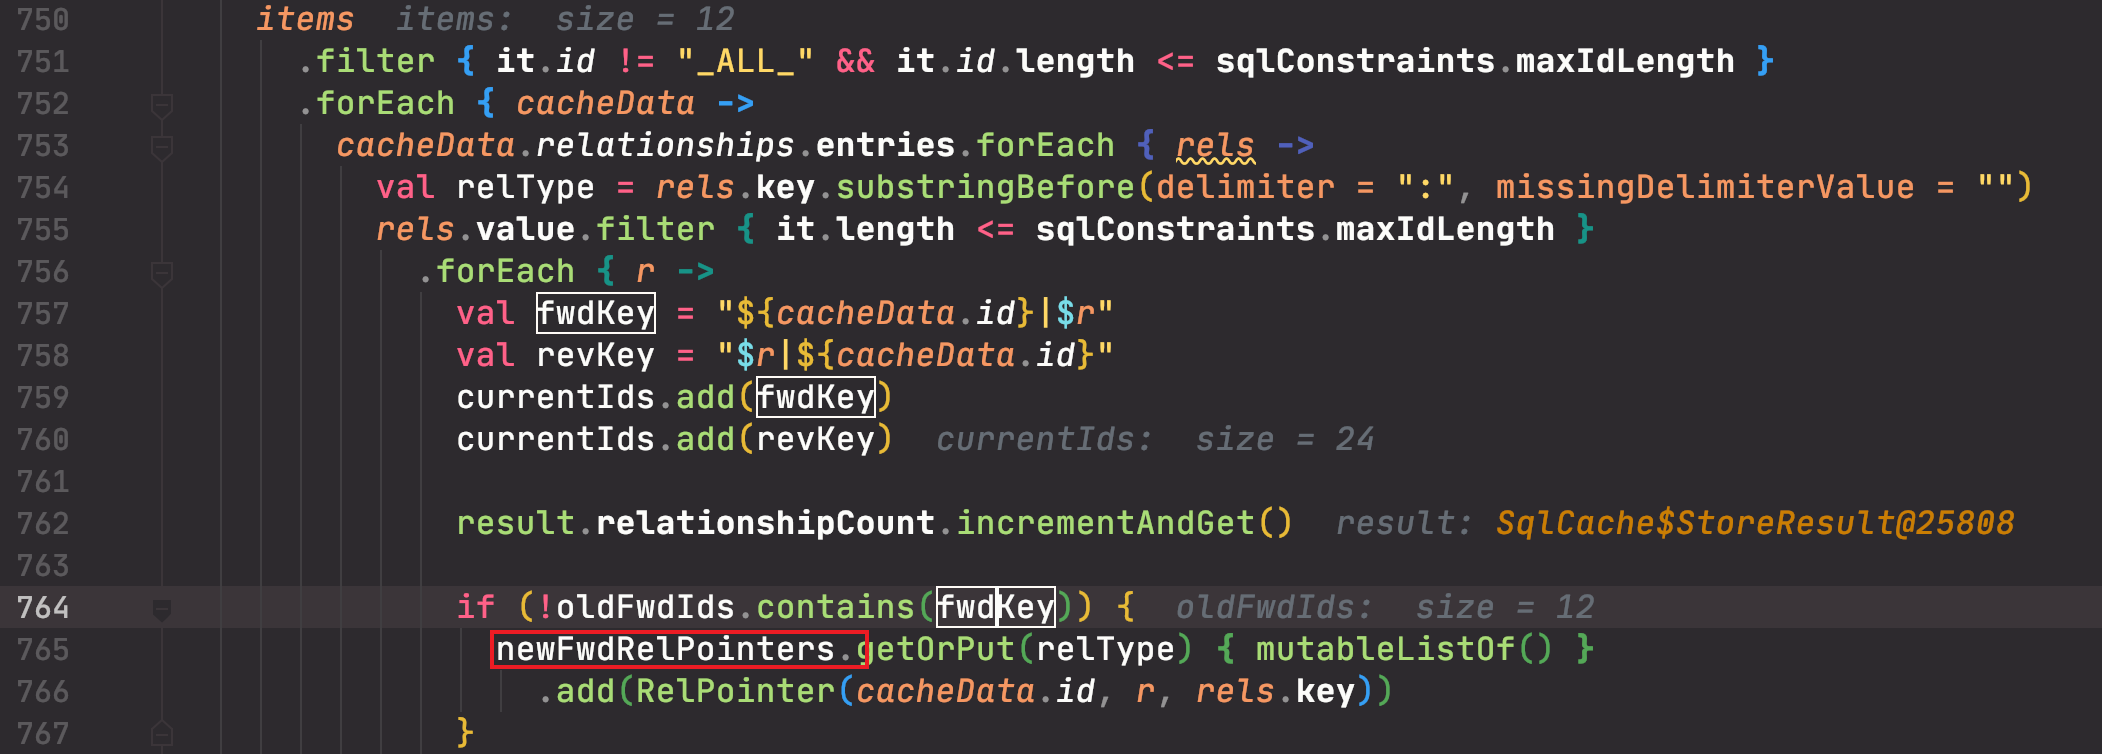 750 items items: size = 12
751 .filter { it.id != "_ALL_" && it.id.length <= sqlConstraints.maxIdLength }
752 .forEach { cacheData ->
753 cacheData.relationships.entries.forEach { rels ->
754 val relType = rels.key.substringBefore(delimiter = ":", missingDelimiterValue = "")
755 rels.value.filter { it.length <= sqlConstraints.maxIdLength }
756 .forEach { r ->
757 val fwdKey = "${cacheData.id}|$r"
758 val revKey = "$r|${cacheData.id}"
759 currentIds.add(fwdKey)
760 currentIds.add(revKey) currentIds: size = 24
761
762 result.relationshipCount.incrementAndGet() result: SqlCache$StoreResult@25808
763
764 if (!oldFwdIds.contains(fwdKey)) { oldFwdIds: size = 12
765 newFwdRelPointers.getOrPut(relType) { mutableListOf() }
766 .add(RelPointer(cacheData.id, r, rels.key))
767 }